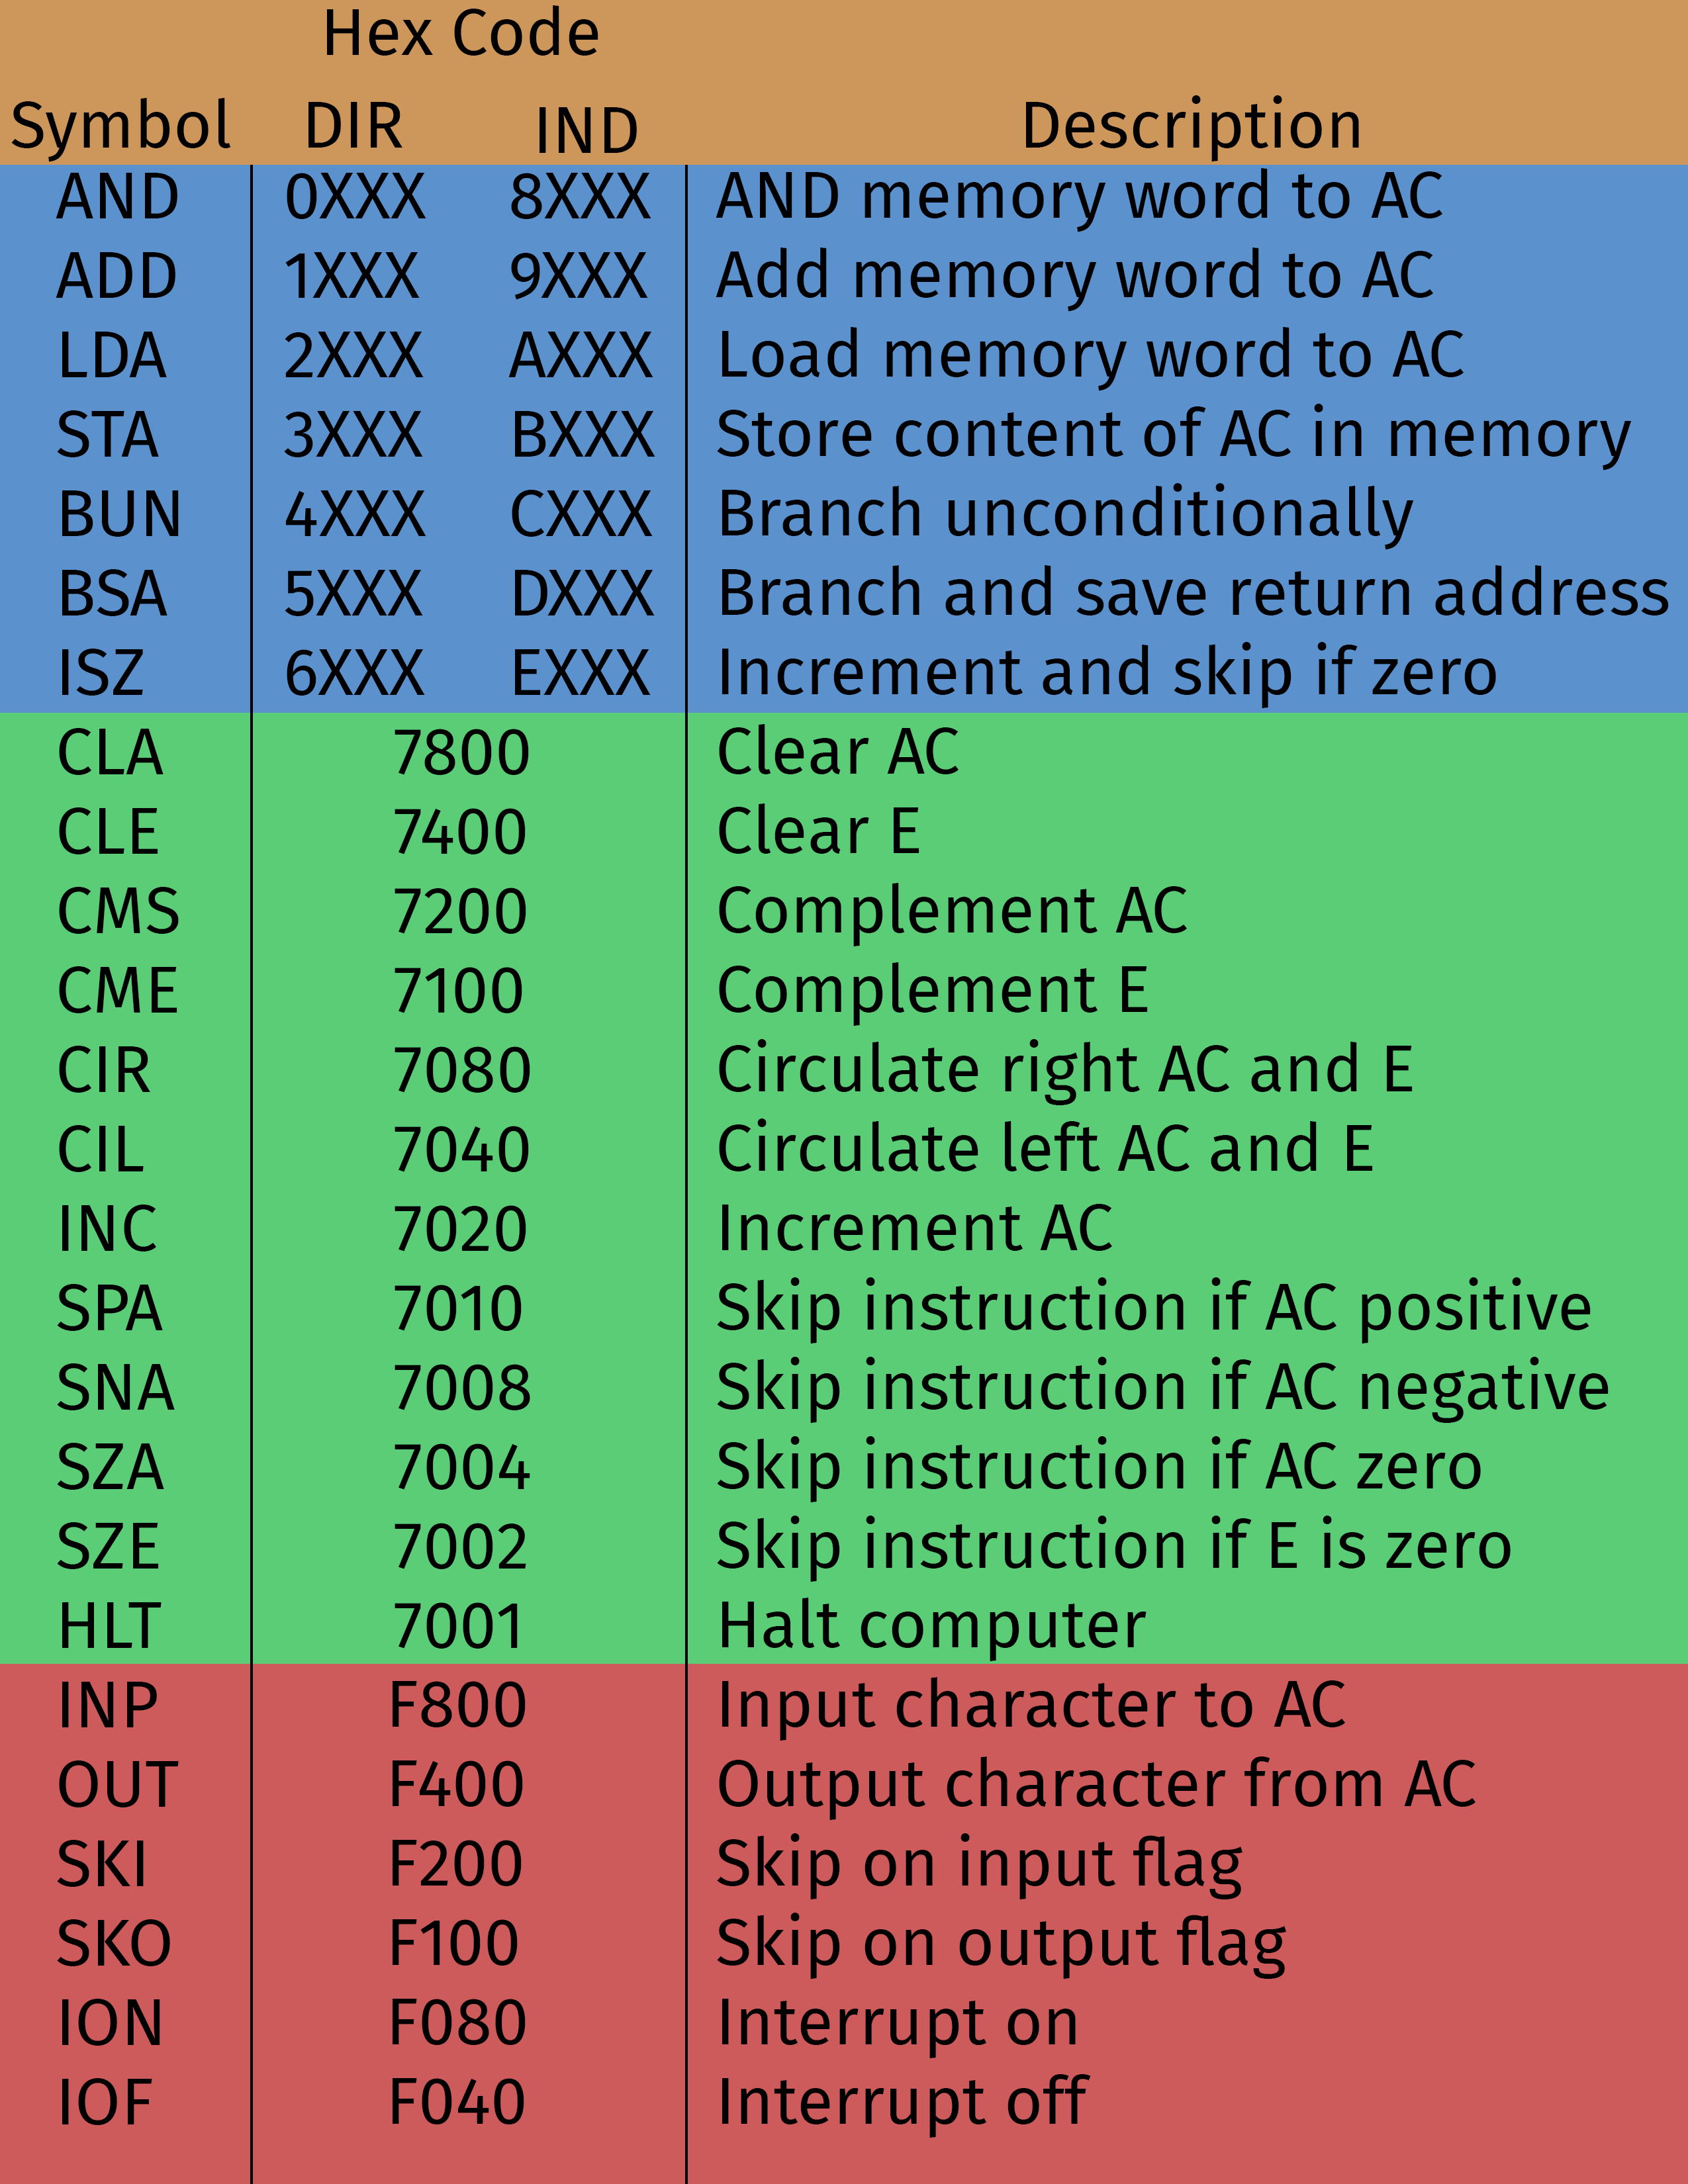 Hex Code
Symbol DIR IND Description
AND 0XXX 8XXX AND memory word to AC
ADD 1XXX 9XXX Add memory word to AC
LDA 2XXX AXXX Load memory word to AC
STA 3XXX BXXX Store content of AC in memory
BUN 4XXX CXXX Branch unconditionally
BSA 5XXX DXXX Branch and save return address
ISZ 6XXX EXXX Increment and skip if zero
CLA 7800 Clear AC
CLE 7400 Clear E
CMS 7200 Complement AC
CME 7100 Complement E
CIR 7080 Circulate right AC and E
CIL 7040 Circulate left AC and E
INC 7020 Increment AC
SPA 7010 Skip instruction if AC positive
SNA 7008 Skip instruction if AC negative
SZA 7004 Skip instruction if AC zero
SZE 7002 Skip instruction if E is zero
HLT 7001 Halt computer
INP F800 Input character to AC
OUT F400 Output character from AC
SKI F200 Skip on input flag
SKO F100 Skip on output flag
ION F080 Interrupt on
IOF F040 Interrupt off